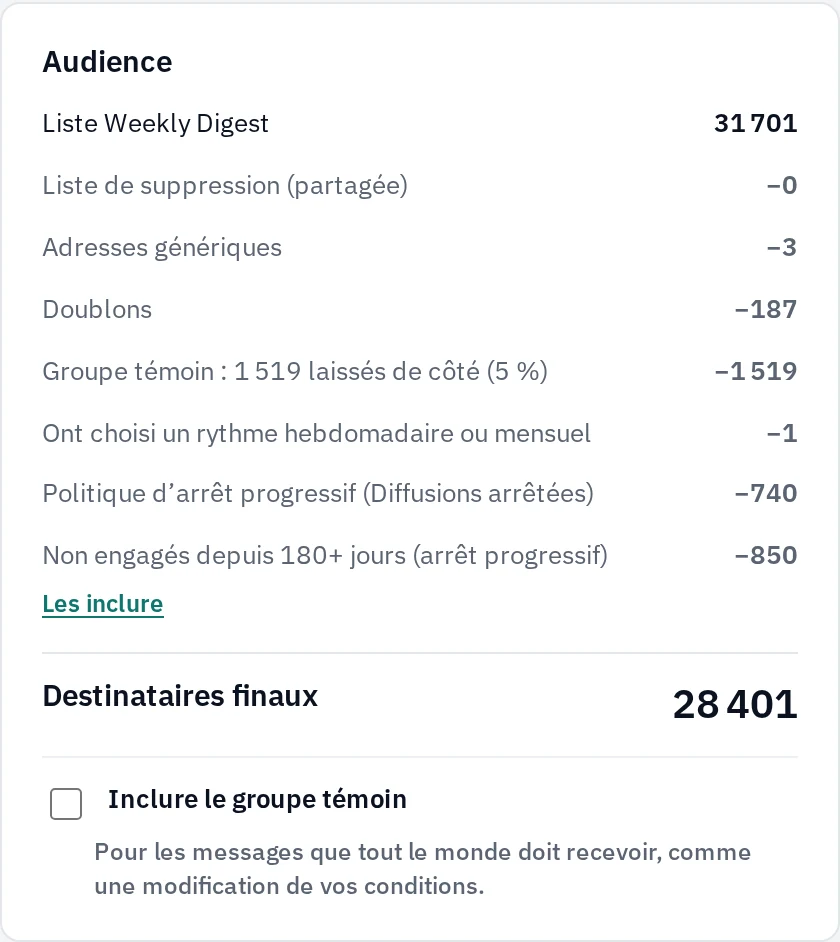 Audience
Liste Weekly Digest 31 701
Liste de suppression (partagée) −0
Adresses génériques −3
Doublons −187
Groupe témoin : 1 519 laissés de côté (5 %) −1 519
Ont choisi un rythme hebdomadaire ou mensuel −1
Politique d’arrêt progressif (Diffusions arrêtées) −740
Non engagés depuis 180+ jours (arrêt progressif) −850
Les inclure
Destinataires finaux 28 401
Inclure le groupe témoin
Pour les messages que tout le monde doit recevoir, comme
une modification de vos conditions.